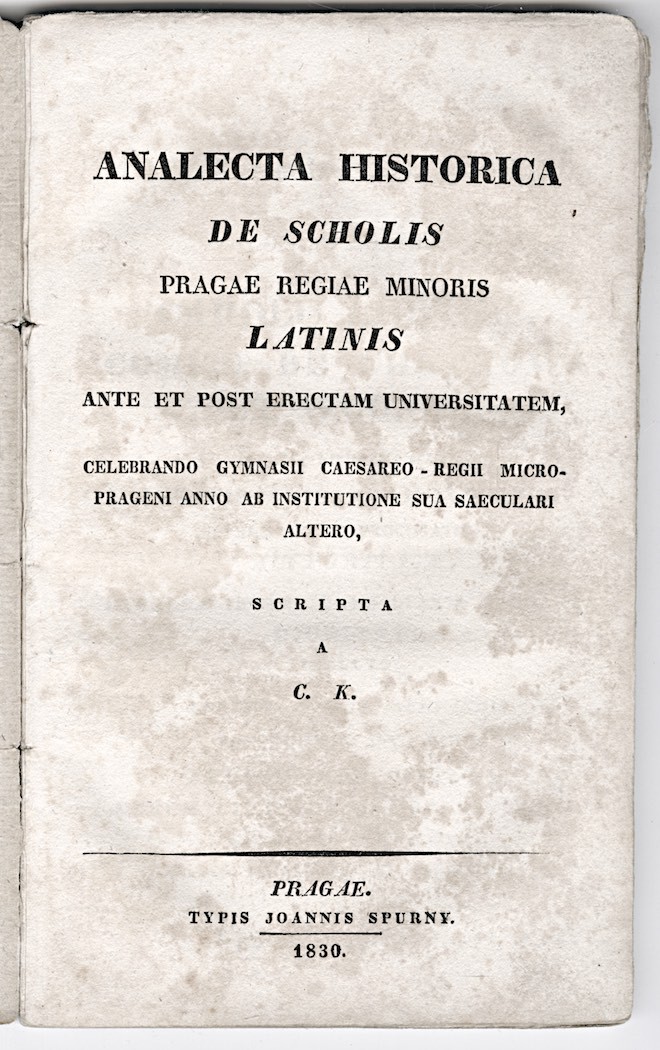 ANALECTA HISTORICA
DE SCHOLIS
PRAGAE REGIAE MINORIS
LATINIS
ANTE ET POST ERECTAM UNIVERSITATEM,
CELEBRANDO GYMNASII CAESAREO-REGII MICRO-
PRAGENI ANNO AB INSTITUTIONE SUA SAECULARI
ALTERO,
SCRIPTA
A
C. K.
PRAGAE.
TYPIS JOANNIS SPURNY.
1830.